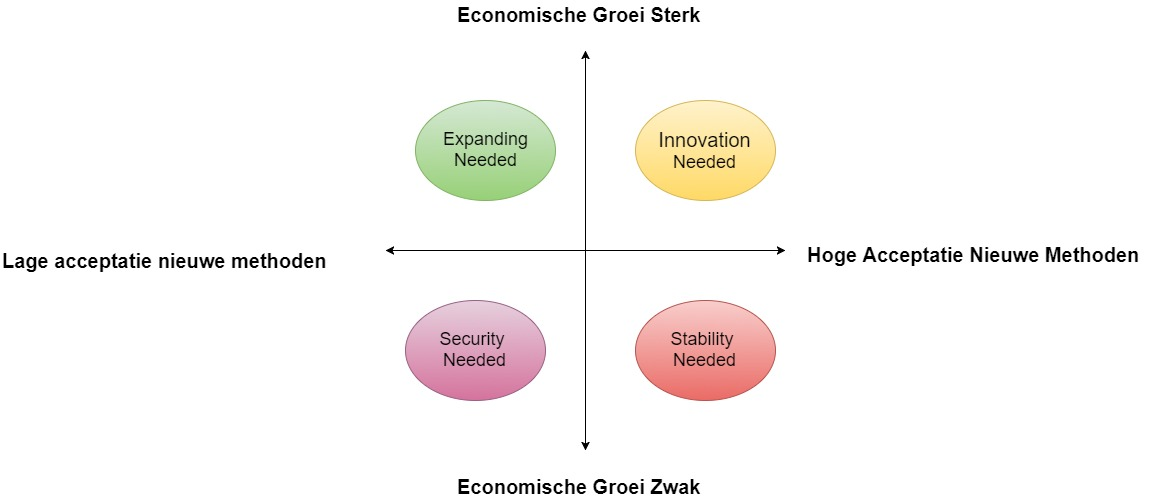 Economische Groei Sterk
Expanding
Needed
Innovation
Needed
Lage acceptatie nieuwe methoden
Hoge Acceptatie Nieuwe Methoden
Security
Needed
Stability
Needed
Economische Groei Zwak